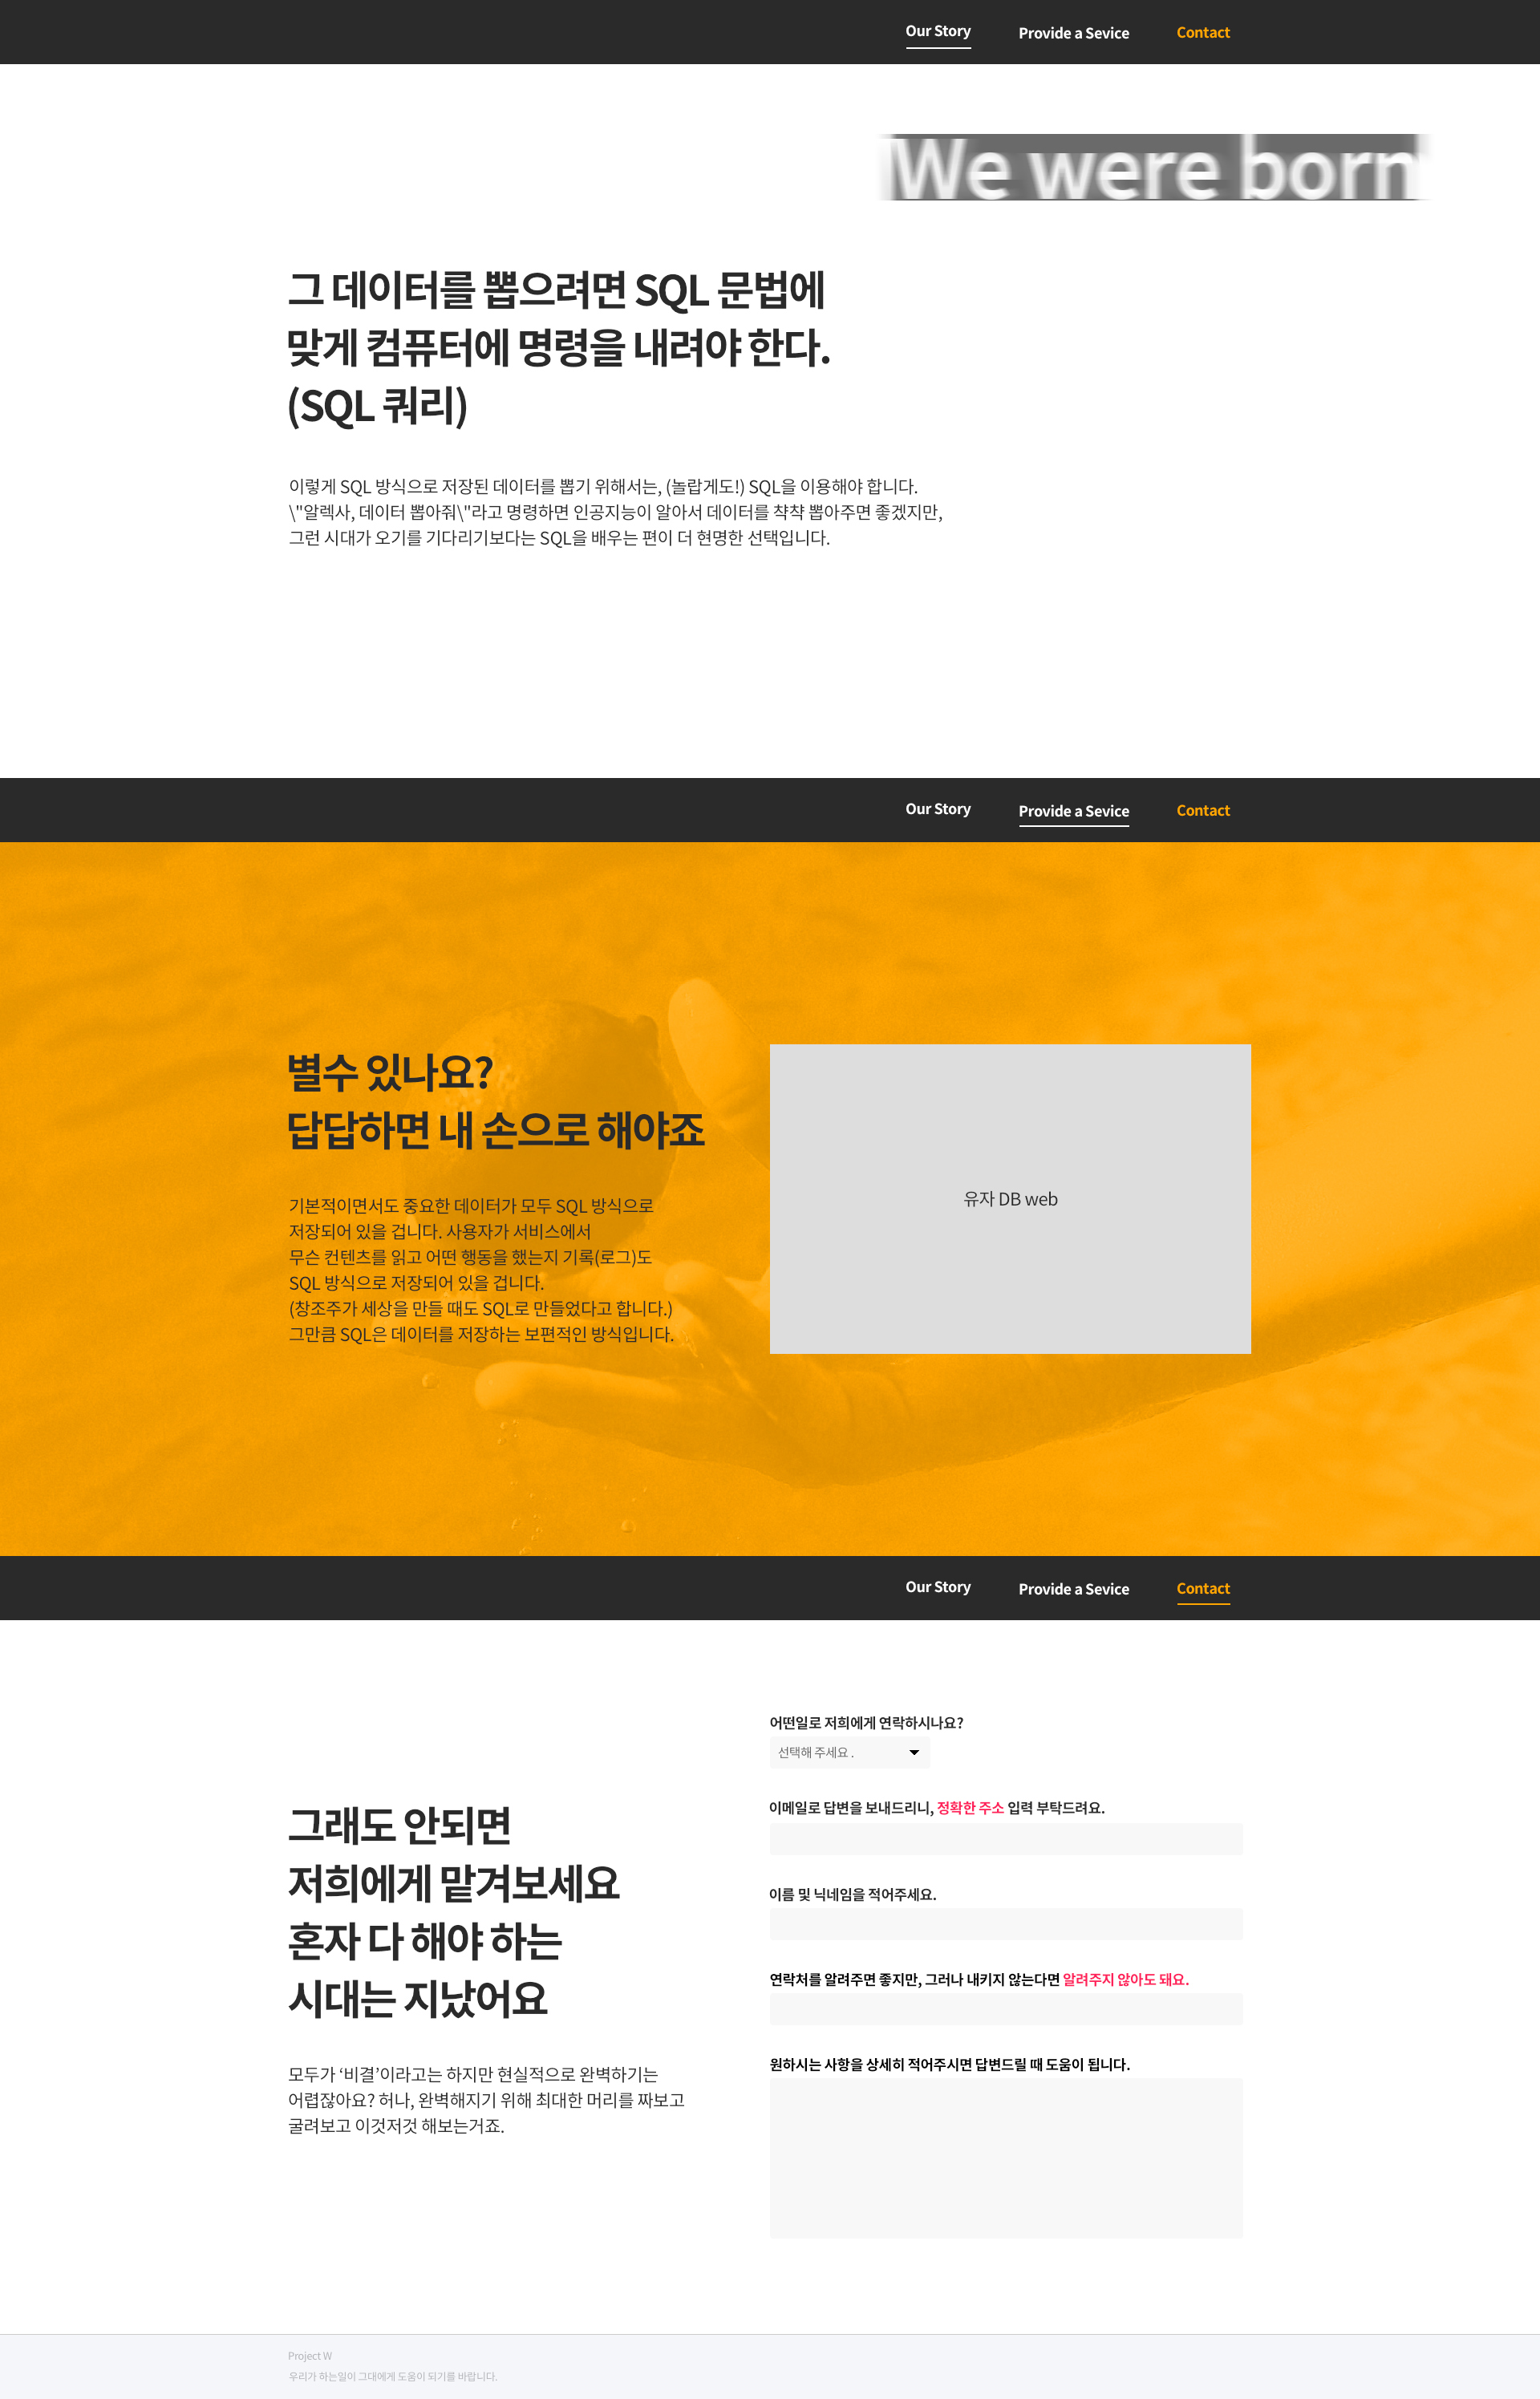 Our Story
Provide a Sevice
Contact
We were born
그 데이터를 뽑으려면 SQL 문법에
맞게 컴퓨터에 명령을 내려야 한다.
(SQL 쿼리)
이렇게 SQL 방식으로 저장된 데이터를 뽑기 위해서는, (놀랍게도!) SQL을 이용해야 합니다.
\"알렉사, 데이터 뽑아줘\"라고 명령하면 인공지능이 알아서 데이터를 챡챡 뽑아주면 좋겠지만,
그런 시대가 오기를 기다리기보다는 SQL을 배우는 편이 더 현명한 선택입니다.
Our Story
Provide a Sevice
Contact
별수 있나요?
답답하면 내 손으로 해야죠
기본적이면서도 중요한 데이터가 모두 SQL 방식으로
저장되어 있을 겁니다. 사용자가 서비스에서
무슨 컨텐츠를 읽고 어떤 행동을 했는지 기록(로그)도
SQL 방식으로 저장되어 있을 겁니다.
(창조주가 세상을 만들 때도 SQL로 만들었다고 합니다.)
그만큼 SQL은 데이터를 저장하는 보편적인 방식입니다.
유자 DB web
Our Story
Provide a Sevice
Contact
그래도 안되면
저희에게 맡겨보세요
혼자 다 해야 하는
시대는 지났어요
모두가 ‘비결’이라고는 하지만 현실적으로 완벽하기는
어렵잖아요? 허나, 완벽해지기 위해 최대한 머리를 짜보고
굴려보고 이것저것 해보는거죠.
어떤일로 저희에게 연락하시나요?
선택해 주세요 .
이메일로 답변을 보내드리니, 정확한 주소 입력 부탁드려요.
이름 및 닉네임을 적어주세요.
연락처를 알려주면 좋지만, 그러나 내키지 않는다면 알려주지 않아도 돼요.
원하시는 사항을 상세히 적어주시면 답변드릴 때 도움이 됩니다.
Project W
우리가 하는일이 그대에게 도움이 되기를 바랍니다.